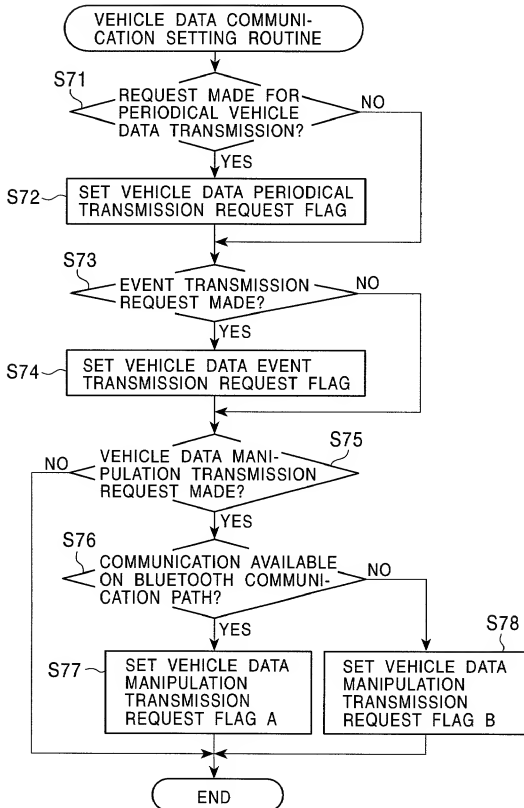 VEHICLE DATA COMMUNI-
CATION SETTING ROUTINE
S71
REQUEST MADE FOR
PERIODICAL VEHICLE
DATA TRANSMISSION?
NO
YES
S72
SET VEHICLE DATA PERIODICAL
TRANSMISSION REQUEST FLAG
S73
EVENT TRANSMISSION
REQUEST MADE?
NO
YES
S74
SET VEHICLE DATA EVENT
TRANSMISSION REQUEST FLAG
S75
NO
VEHICLE DATA MANI-
PULATION TRANSMISSION
REQUEST MADE?
YES
S76
COMMUNICATION AVAILABLE
ON BLUETOOTH COMMUNI-
CATION PATH?
NO
YES
S77
SET VEHICLE DATA
MANIPULATION
TRANSMISSION
REQUEST FLAG A
S78
SET VEHICLE DATA
MANIPULATION
TRANSMISSION
REQUEST FLAG B
END